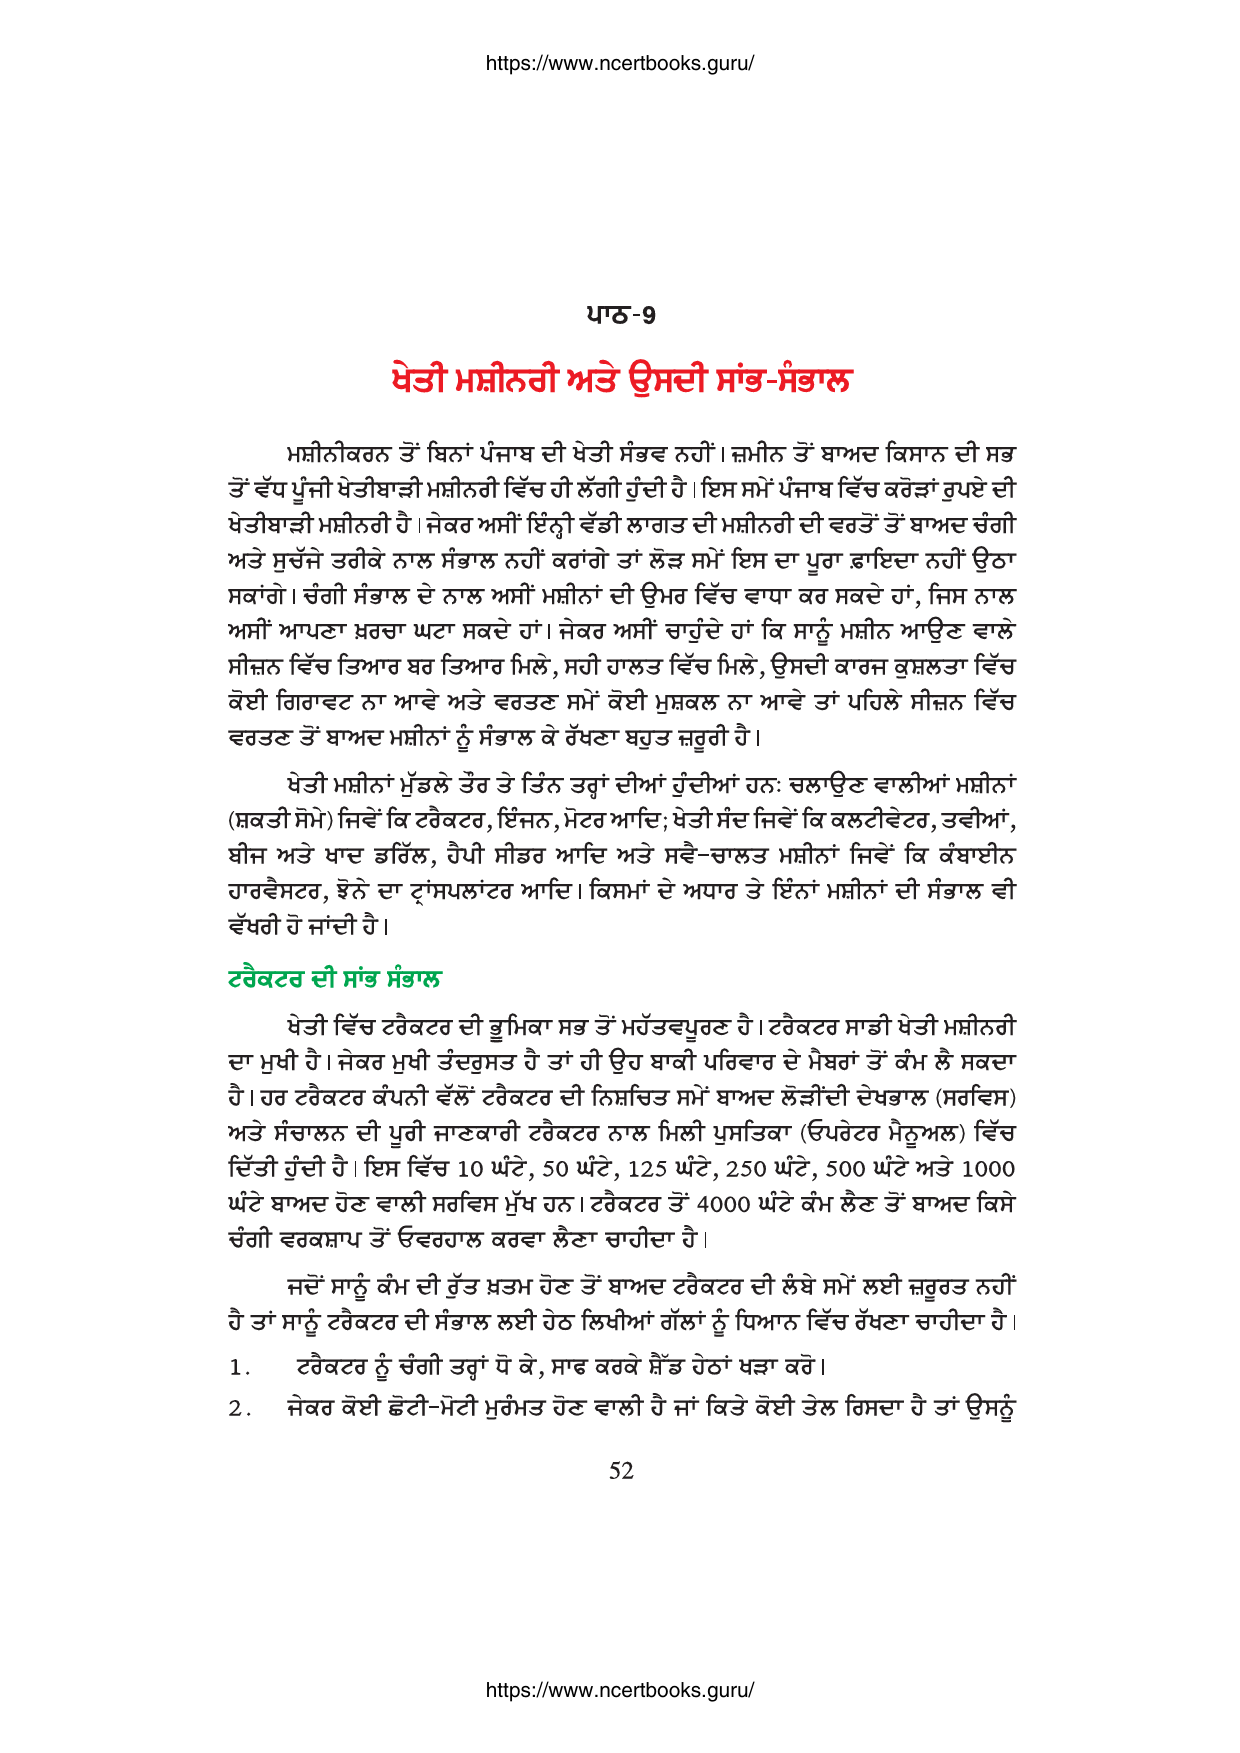 https://www.ncertbooks.guru/
ਪਾਠ-9
ਖੇਤੀ ਮਸ਼ੀਨਰੀ ਅਤੇ ਉਸਦੀ ਸਾਂਭ-ਸੰਭਾਲ
ਮਸ਼ੀਨੀਕਰਨ ਤੋਂ ਬਿਨਾਂ ਪੰਜਾਬ ਦੀ ਖੇਤੀ ਸੰਭਵ ਨਹੀਂ। ਜ਼ਮੀਨ ਤੋਂ ਬਾਅਦ ਕਿਸਾਨ ਦੀ ਸਭ
ਤੋਂ ਵੱਧ ਪੂੰਜੀ ਖੇਤੀਬਾੜੀ ਮਸ਼ੀਨਰੀ ਵਿੱਚ ਹੀ ਲੱਗੀ ਹੁੰਦੀ ਹੈ। ਇਸ ਸਮੇਂ ਪੰਜਾਬ ਵਿੱਚ ਕਰੋੜਾਂ ਰੁਪਏ ਦੀ
ਖੇਤੀਬਾੜੀ ਮਸ਼ੀਨਰੀ ਹੈ। ਜੇਕਰ ਅਸੀਂ ਇੰਨ੍ਹੀ ਵੱਡੀ ਲਾਗਤ ਦੀ ਮਸ਼ੀਨਰੀ ਦੀ ਵਰਤੋਂ ਤੋਂ ਬਾਅਦ ਚੰਗੀ
ਅਤੇ ਸੁਚੱਜੇ ਤਰੀਕੇ ਨਾਲ ਸੰਭਾਲ ਨਹੀਂ ਕਰਾਂਗੇ ਤਾਂ ਲੋੜ ਸਮੇਂ ਇਸ ਦਾ ਪੂਰਾ ਫ਼ਾਇਦਾ ਨਹੀਂ ਉਠਾ
ਸਕਾਂਗੇ। ਚੰਗੀ ਸੰਭਾਲ ਦੇ ਨਾਲ ਅਸੀਂ ਮਸ਼ੀਨਾਂ ਦੀ ਉਮਰ ਵਿੱਚ ਵਾਧਾ ਕਰ ਸਕਦੇ ਹਾਂ, ਜਿਸ ਨਾਲ
ਅਸੀਂ ਆਪਣਾ ਖ਼ਰਚਾ ਘਟਾ ਸਕਦੇ ਹਾਂ। ਜੇਕਰ ਅਸੀਂ ਚਾਹੁੰਦੇ ਹਾਂ ਕਿ ਸਾਨੂੰ ਮਸ਼ੀਨ ਆਉਣ ਵਾਲੇ
ਸੀਜ਼ਨ ਵਿੱਚ ਤਿਆਰ ਬਰ ਤਿਆਰ ਮਿਲੇ, ਸਹੀ ਹਾਲਤ ਵਿੱਚ ਮਿਲੇ, ਉਸਦੀ ਕਾਰਜ ਕੁਸ਼ਲਤਾ ਵਿੱਚ
ਕੋਈ ਗਿਰਾਵਟ ਨਾ ਆਵੇ ਅਤੇ ਵਰਤਣ ਸਮੇਂ ਕੋਈ ਮੁਸ਼ਕਲ ਨਾ ਆਵੇ ਤਾਂ ਪਹਿਲੇ ਸੀਜ਼ਨ ਵਿੱਚ
ਵਰਤਣ ਤੋਂ ਬਾਅਦ ਮਸ਼ੀਨਾਂ ਨੂੰ ਸੰਭਾਲ ਕੇ ਰੱਖਣਾ ਬਹੁਤ ਜ਼ਰੂਰੀ ਹੈ।
ਖੇਤੀ ਮਸ਼ੀਨਾਂ ਮੁੱਡਲੇ ਤੌਰ ਤੇ ਤਿੰਨ ਤਰ੍ਹਾਂ ਦੀਆਂ ਹੁੰਦੀਆਂ ਹਨਃ ਚਲਾਉਣ ਵਾਲੀਆਂ ਮਸ਼ੀਨਾਂ
(ਸ਼ਕਤੀ ਸੋਮੇ) ਜਿਵੇਂ ਕਿ ਟਰੈਕਟਰ, ਇੰਜਨ, ਮੋਟਰ ਆਦਿ; ਖੇਤੀ ਸੰਦ ਜਿਵੇਂ ਕਿ ਕਲਟੀਵੇਟਰ, ਤਵੀਆਂ,
ਬੀਜ ਅਤੇ ਖਾਦ ਡਰਿੱਲ, ਹੈਪੀ ਸੀਡਰ ਆਦਿ ਅਤੇ ਸਵੈ-ਚਾਲਤ ਮਸ਼ੀਨਾਂ ਜਿਵੇਂ ਕਿ ਕੰਬਾਈਨ
ਹਾਰਵੈਸਟਰ, ਝੋਨੇ ਦਾ ਟ੍ਰਾਂਸਪਲਾਂਟਰ ਆਦਿ। ਕਿਸਮਾਂ ਦੇ ਅਧਾਰ ਤੇ ਇੰਨਾਂ ਮਸ਼ੀਨਾਂ ਦੀ ਸੰਭਾਲ ਵੀ
ਵੱਖਰੀ ਹੋ ਜਾਂਦੀ ਹੈ।
ਟਰੈਕਟਰ ਦੀ ਸਾਂਭ ਸੰਭਾਲ
ਖੇਤੀ ਵਿੱਚ ਟਰੈਕਟਰ ਦੀ ਭੂਮਿਕਾ ਸਭ ਤੋਂ ਮਹੱਤਵਪੂਰਣ ਹੈ। ਟਰੈਕਟਰ ਸਾਡੀ ਖੇਤੀ ਮਸ਼ੀਨਰੀ
ਦਾ ਮੁਖੀ ਹੈ। ਜੇਕਰ ਮੁਖੀ ਤੰਦਰੁਸਤ ਹੈ ਤਾਂ ਹੀ ਉਹ ਬਾਕੀ ਪਰਿਵਾਰ ਦੇ ਮੈਬਰਾਂ ਤੋਂ ਕੰਮ ਲੈ ਸਕਦਾ
ਹੈ। ਹਰ ਟਰੈਕਟਰ ਕੰਪਨੀ ਵੱਲੋਂ ਟਰੈਕਟਰ ਦੀ ਨਿਸ਼ਚਿਤ ਸਮੇਂ ਬਾਅਦ ਲੋੜੀਂਦੀ ਦੇਖਭਾਲ (ਸਰਵਿਸ)
ਅਤੇ ਸੰਚਾਲਨ ਦੀ ਪੂਰੀ ਜਾਣਕਾਰੀ ਟਰੈਕਟਰ ਨਾਲ ਮਿਲੀ ਪੁਸਤਿਕਾ (ਓਪਰੇਟਰ ਮੈਨੂਅਲ) ਵਿੱਚ
ਦਿੱਤੀ ਹੁੰਦੀ ਹੈ। ਇਸ ਵਿੱਚ 10 ਘੰਟੇ, 50 ਘੰਟੇ, 125 ਘੰਟੇ, 250 ਘੰਟੇ, 500 ਘੰਟੇ ਅਤੇ 1000
ਘੰਟੇ ਬਾਅਦ ਹੋਣ ਵਾਲੀ ਸਰਵਿਸ ਮੁੱਖ ਹਨ। ਟਰੈਕਟਰ ਤੋਂ 4000 ਘੰਟੇ ਕੰਮ ਲੈਣ ਤੋਂ ਬਾਅਦ ਕਿਸੇ
ਚੰਗੀ ਵਰਕਸ਼ਾਪ ਤੋਂ ਓਵਰਹਾਲ ਕਰਵਾ ਲੈਣਾ ਚਾਹੀਦਾ ਹੈ।
ਜਦੋਂ ਸਾਨੂੰ ਕੰਮ ਦੀ ਰੁੱਤ ਖ਼ਤਮ ਹੋਣ ਤੋਂ ਬਾਅਦ ਟਰੈਕਟਰ ਦੀ ਲੰਬੇ ਸਮੇਂ ਲਈ ਜ਼ਰੂਰਤ ਨਹੀਂ
ਹੈ ਤਾਂ ਸਾਨੂੰ ਟਰੈਕਟਰ ਦੀ ਸੰਭਾਲ ਲਈ ਹੇਠ ਲਿਖੀਆਂ ਗੱਲਾਂ ਨੂੰ ਧਿਆਨ ਵਿੱਚ ਰੱਖਣਾ ਚਾਹੀਦਾ ਹੈ।
1. ਟਰੈਕਟਰ ਨੂੰ ਚੰਗੀ ਤਰ੍ਹਾਂ ਧੋ ਕੇ, ਸਾਫ ਕਰਕੇ ਸ਼ੈੱਡ ਹੇਠਾਂ ਖੜਾ ਕਰੋ।
2. ਜੇਕਰ ਕੋਈ ਛੋਟੀ-ਮੋਟੀ ਮੁਰੰਮਤ ਹੋਣ ਵਾਲੀ ਹੈ ਜਾਂ ਕਿਤੇ ਕੋਈ ਤੇਲ ਰਿਸਦਾ ਹੈ ਤਾਂ ਉਸਨੂੰ
52
https://www.ncertbooks.guru/